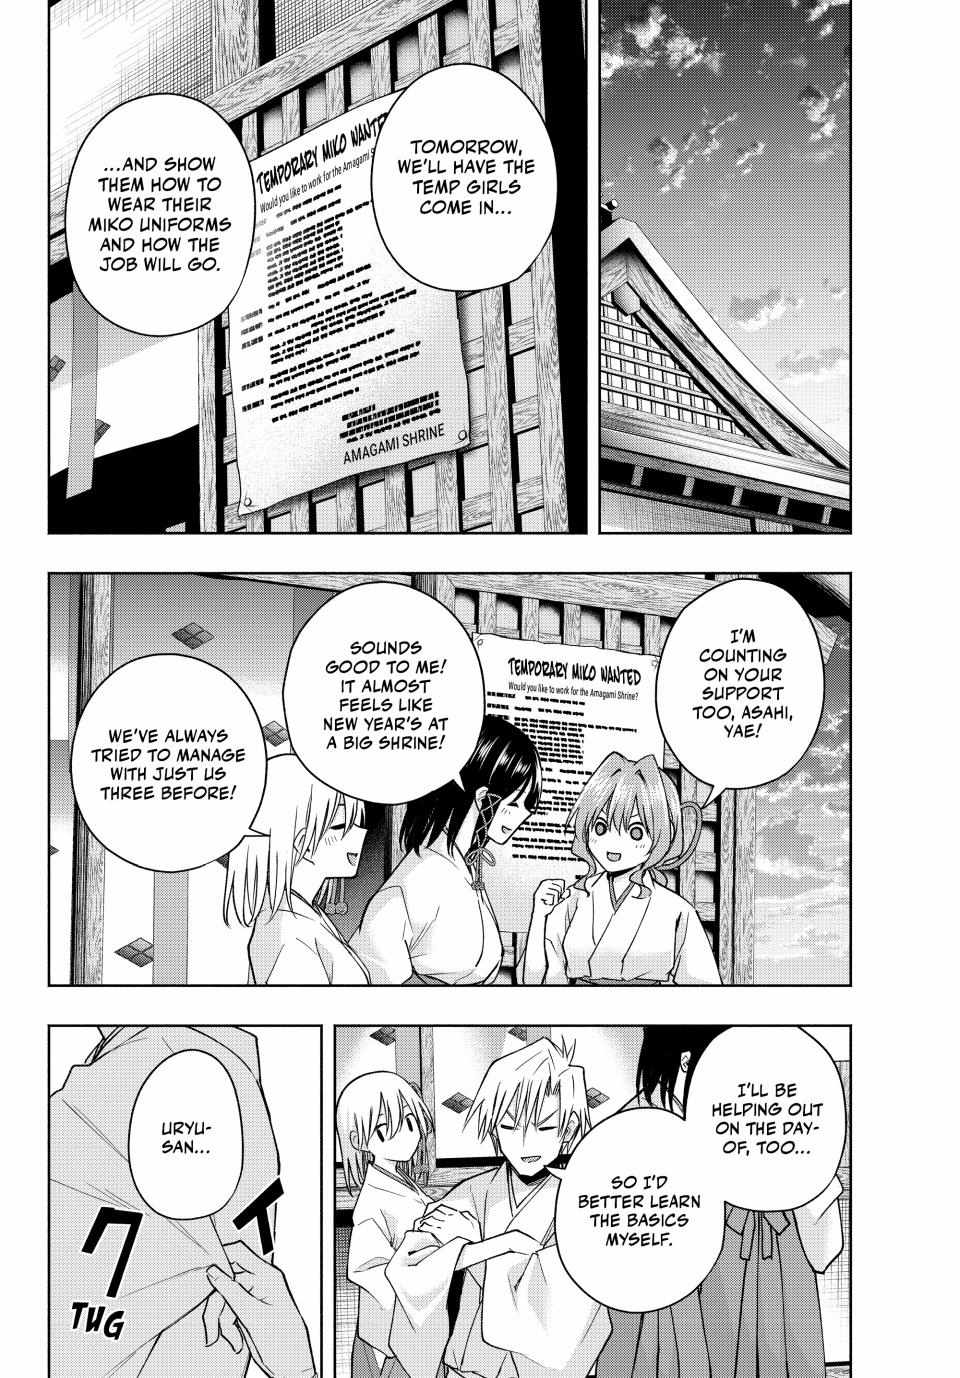 TOMORROW,
WE'LL HAVE THE
TEMP GIRLS
COME IN...
...AND SHOW
THEM HOW TO
WEAR THEIR
MIKO UNIFORMS
AND HOW THE
JOB WILL GO.
TEMPORARY MIKO WANTED
Would you like to work for the Amagami
AMAGAMI SHRINE
I'M
COUNTING
ON YOUR
SUPPORT
TOO, ASAHI,
YAE!
SOUNDS
GOOD TO ME!
IT ALMOST
FEELS LIKE
NEW YEAR'S AT
A BIG SHRINE!
WE'VE ALWAYS
TRIED TO MANAGE
WITH JUST US
THREE BEFORE!
TEMPORARY MIKO WANTED
Would you like to work for the Amagami Shrine?
I'LL BE
HELPING OUT
ON THE DAY-
OF, TOO...
SO I'D
BETTER LEARN
THE BASICS
MYSELF.
URYU-
SAN...
クイ
TUG